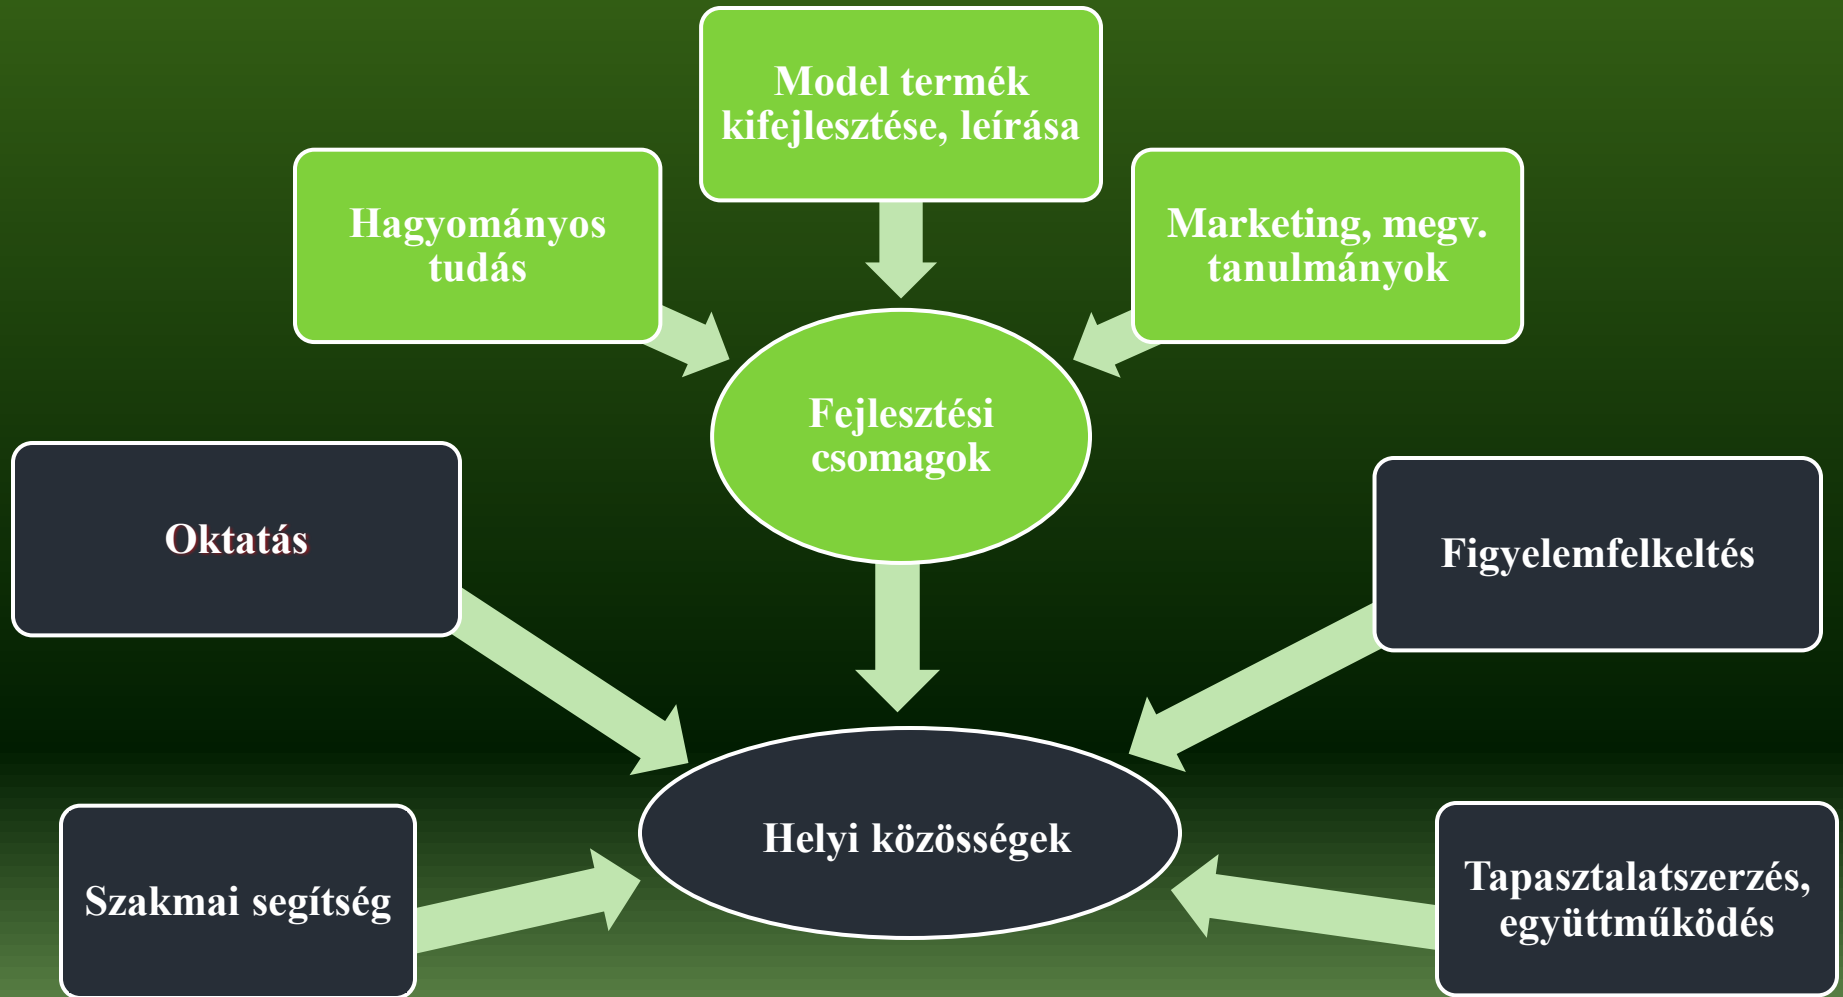 Model termék
kifejlesztése, leírása
Hagyományos
tudás
Marketing, megv.
tanulmányok
Fejlesztési
csomagok
Oktatás
Figyelemfelkeltés
Helyi közösségek
Szakmai segítség
Tapasztalatszerzés,
együttműködés